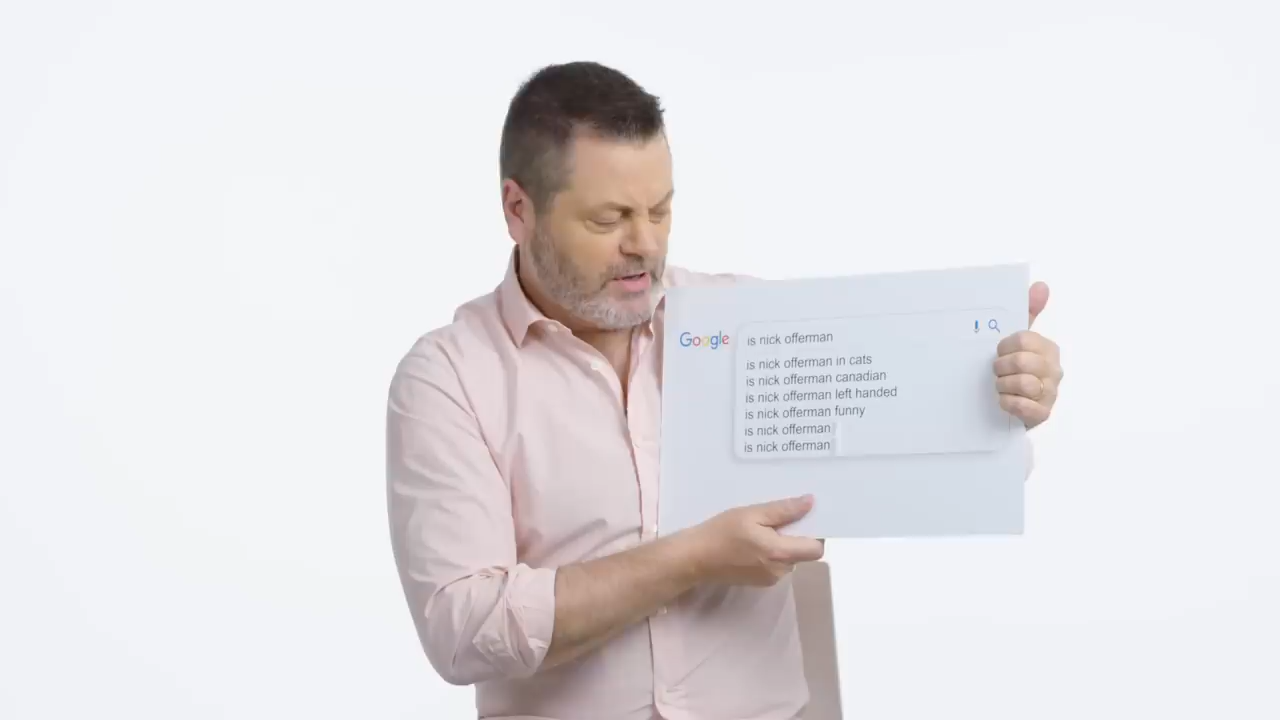 Google
is nick offerman
is nick offerman in cats
is nick offerman canadian
is nick offerman left handed
is nick offerman funny
is nick offerman
is nick offerman